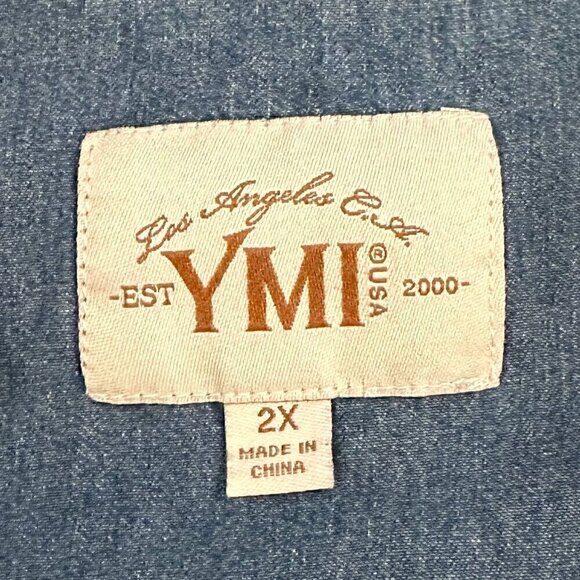 Los Angeles C.A.
-EST YMI @USA 2000-
2X
MADE IN
CHINA